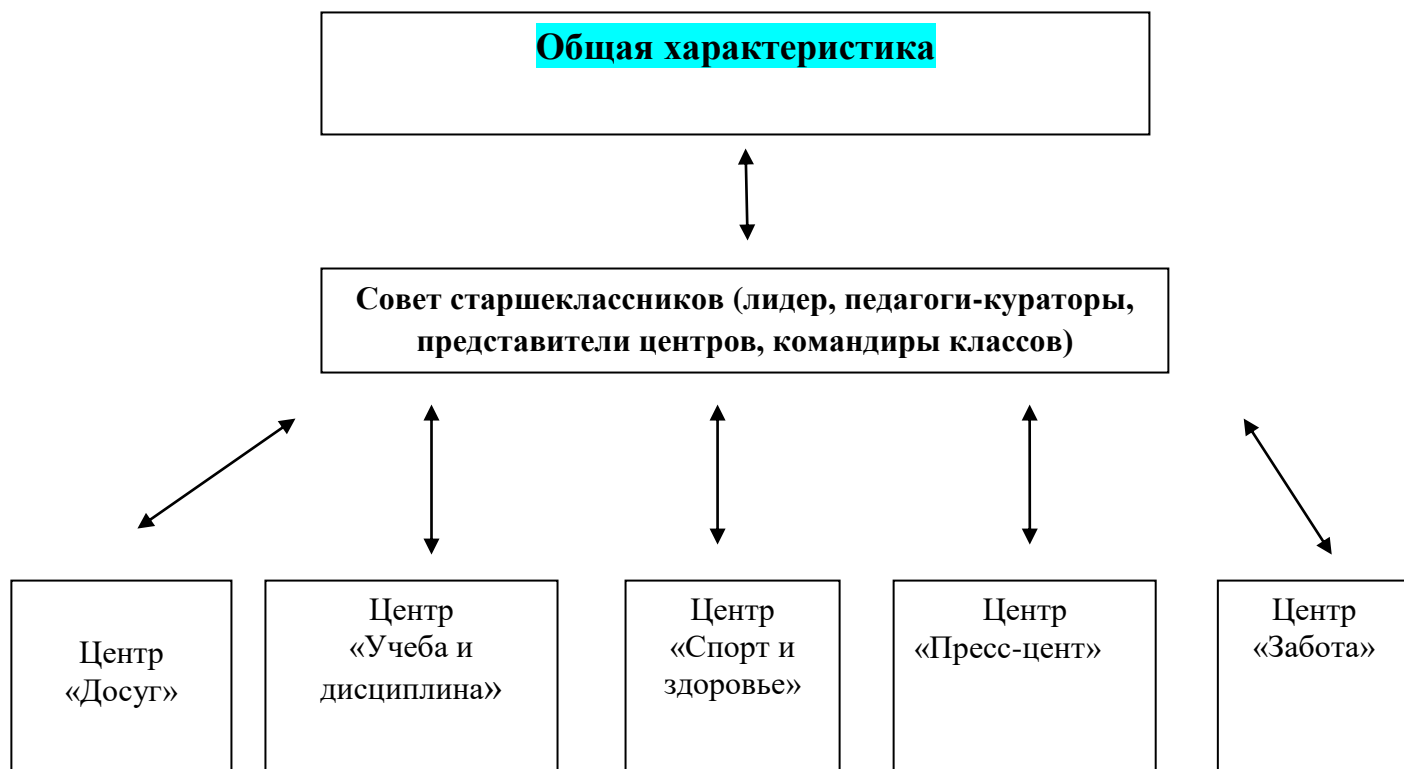 Общая характеристика
Совет старшеклассников (лидер, педагоги-кураторы,
представители центров, командиры классов)
Центр
«Досуг»
Центр
«Учеба и
дисциплина»
Центр
«Спорт и
здоровье»
Центр
«Пресс-цент»
Центр
«Забота»